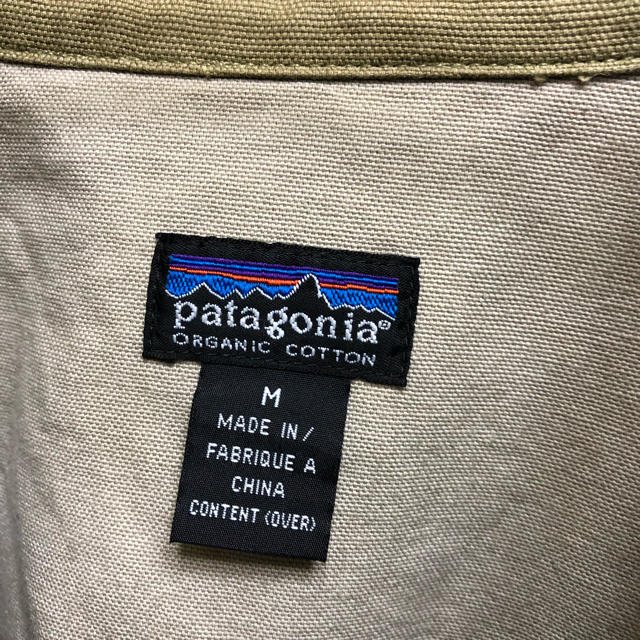 patagonia®
ORGANIC COTTON
M
MADE IN/
FABRIQUE A
CHINA
CONTENT (OVER)